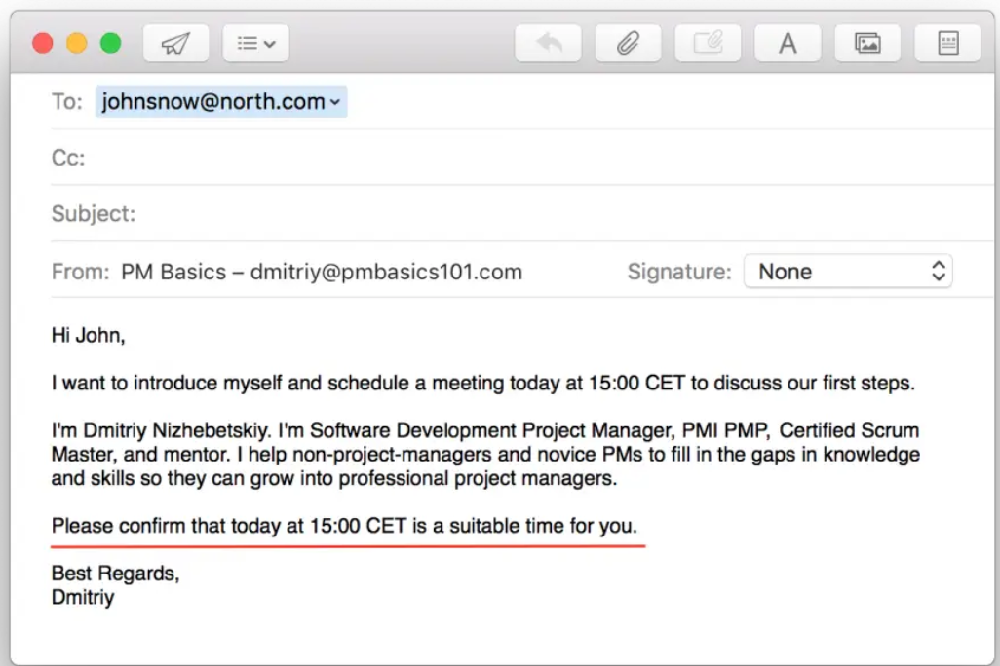 To: johnsnow@north.com
Cc:
Subject:
From: PM Basics – dmitriy@pmbasics101.com Signature: None
Hi John,
I want to introduce myself and schedule a meeting today at 15:00 CET to discuss our first steps.
I'm Dmitriy Nizhebetskiy. I'm Software Development Project Manager, PMI PMP, Certified Scrum
Master, and mentor. I help non-project-managers and novice PMs to fill in the gaps in knowledge
and skills so they can grow into professional project managers.
Please confirm that today at 15:00 CET is a suitable time for you.
Best Regards,
Dmitriy